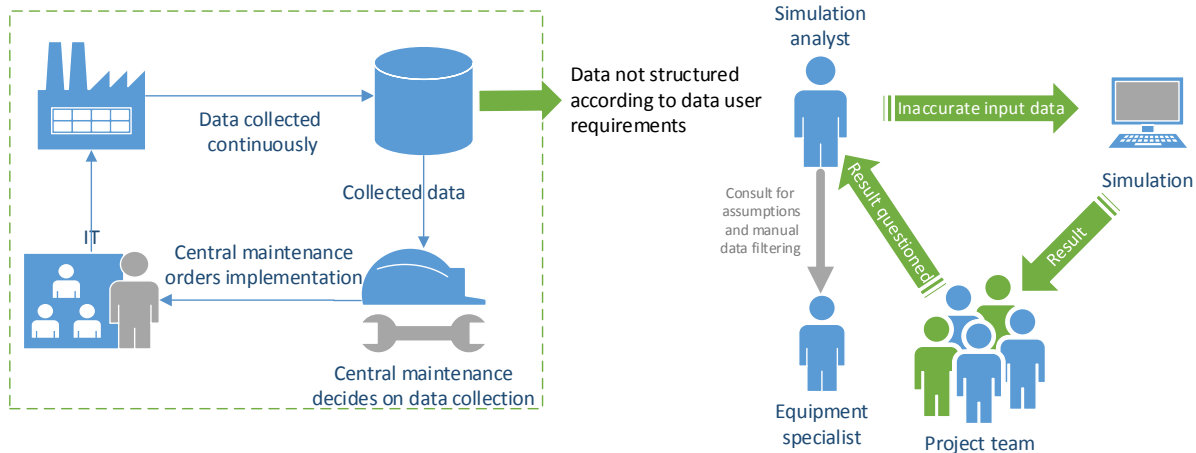 Data collected
continuously
Collected data
IT
Central maintenance
orders implementation
Central maintenance
decides on data collection
Data not structured
according to data user
requirements
Simulation
analyst
Inaccurate input data
Simulation
Consult for
assumptions
and manual
data filtering
Result questioned
Result
Equipment
specialist
Project team